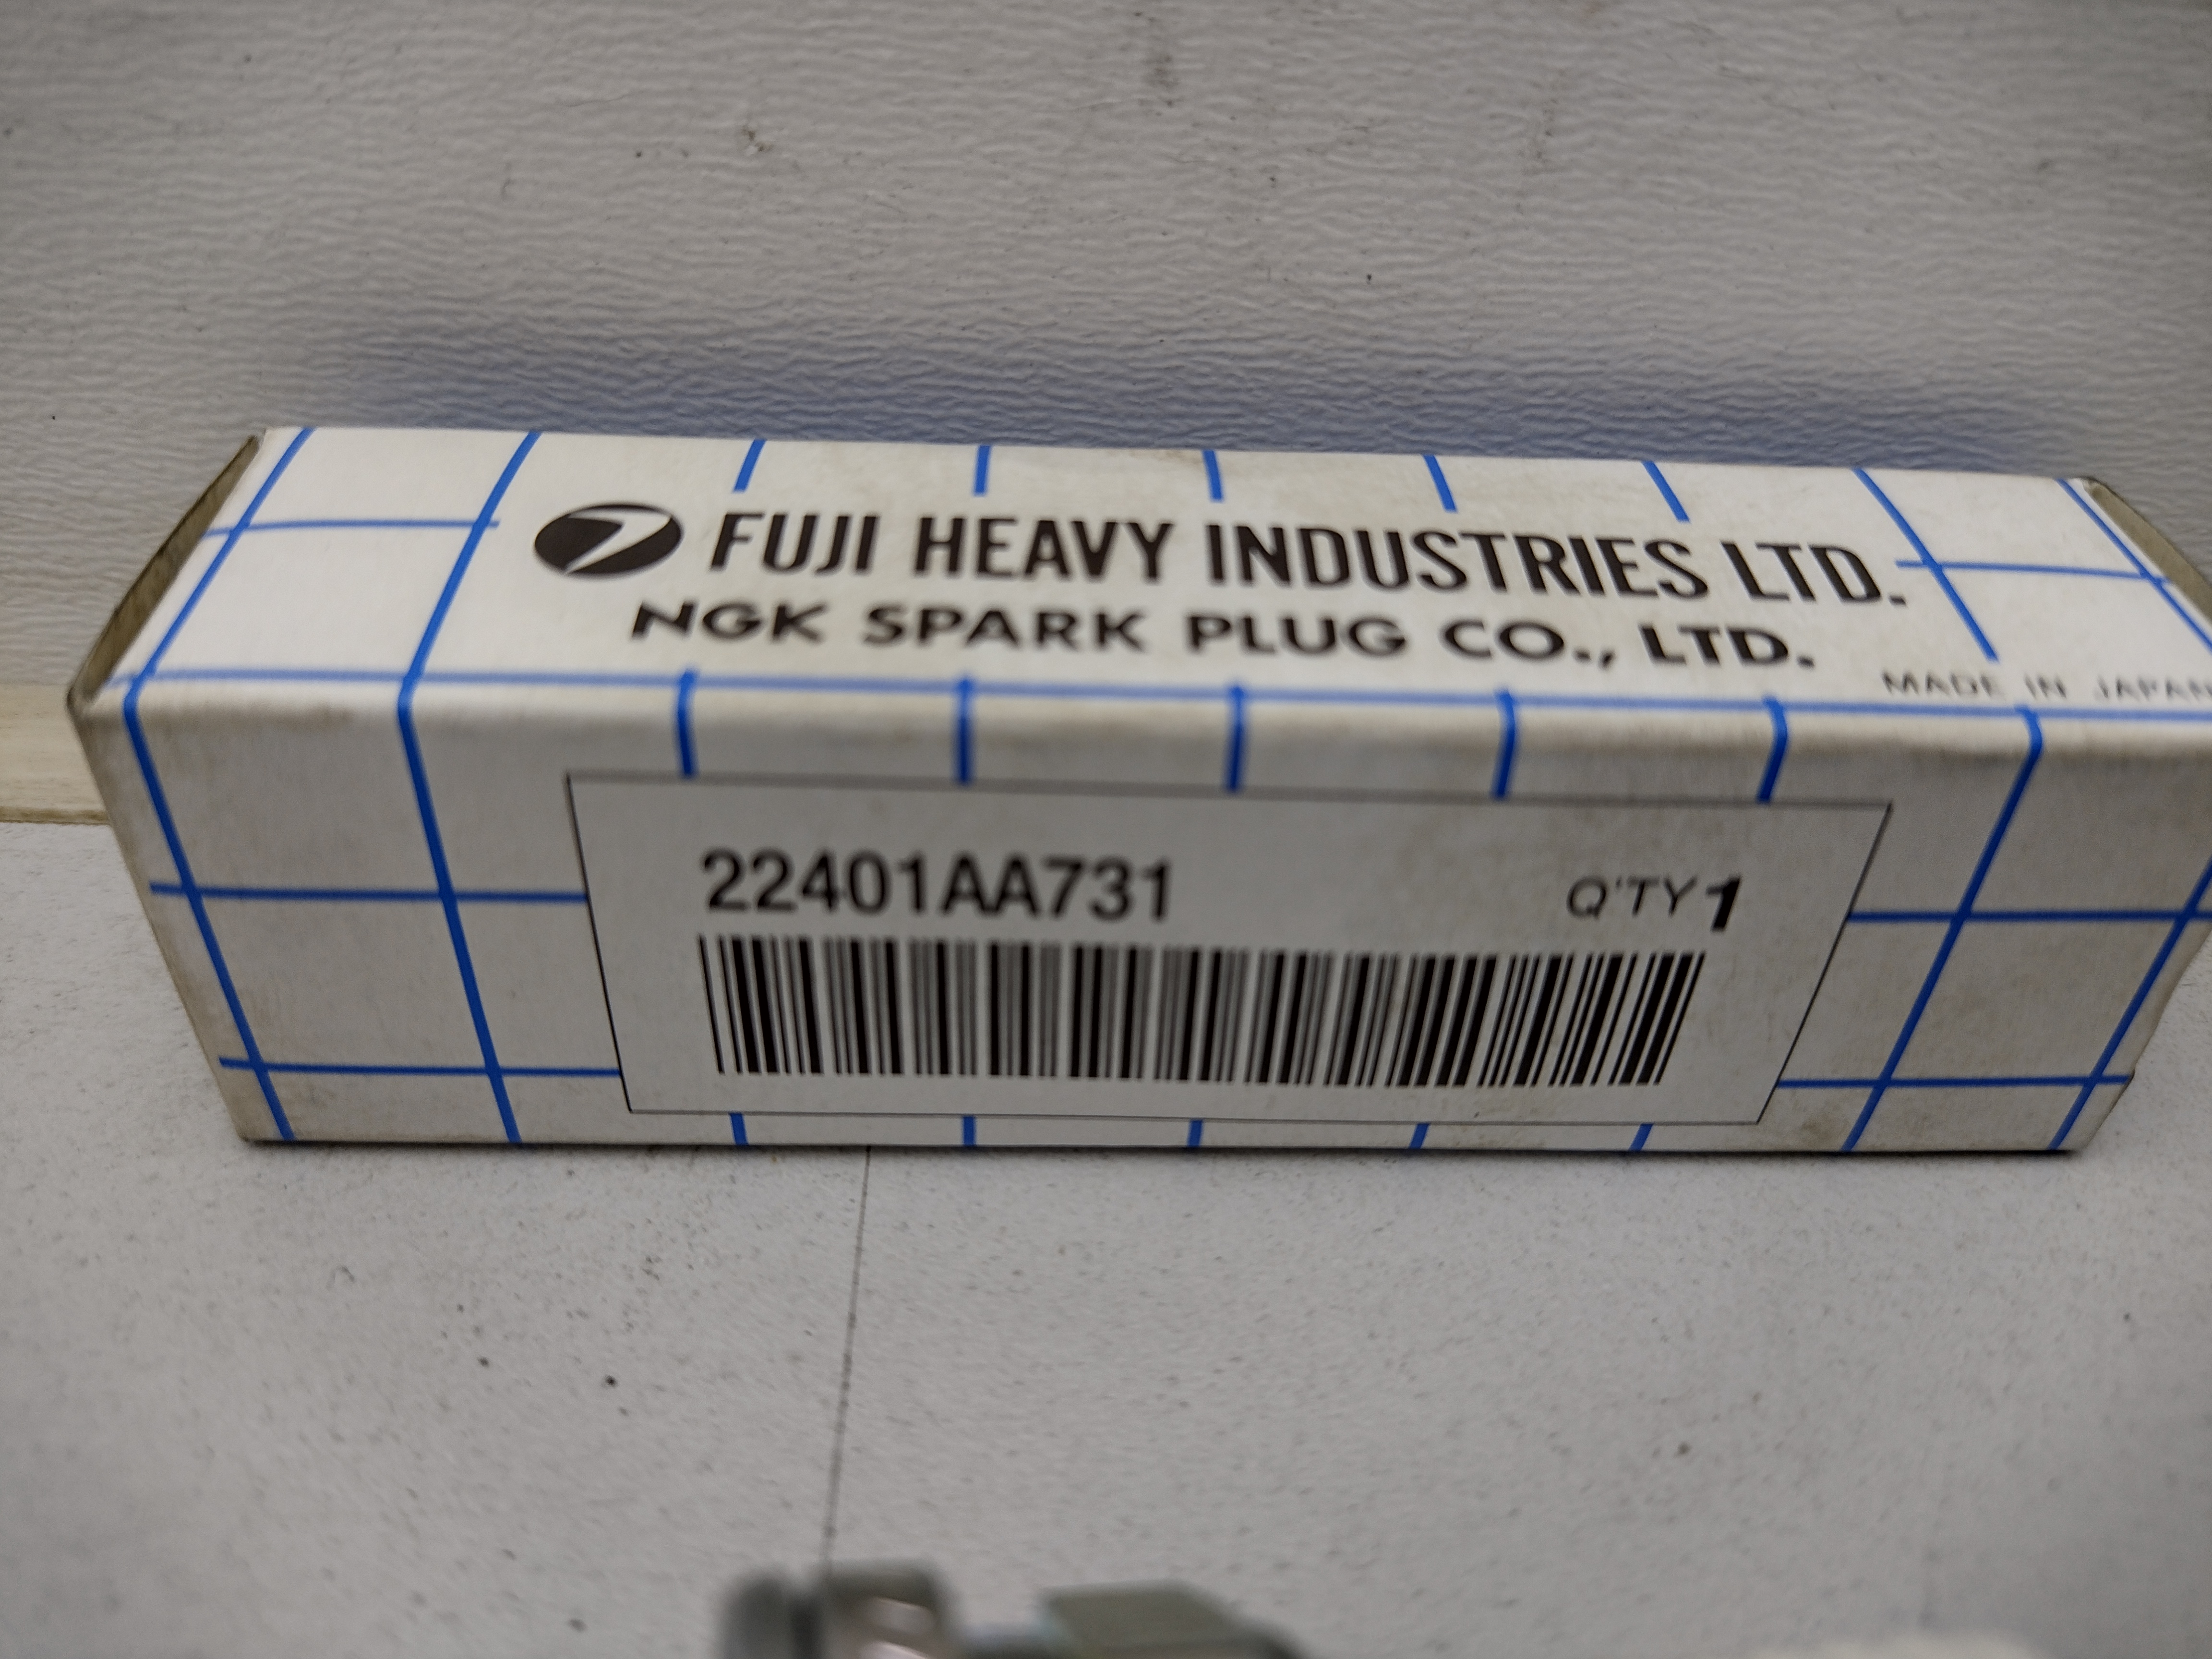 FUJI HEAVY INDUSTRIES LTD.
NGK SPARK PLUG CO., LTD.
MADE IN JAPAN
22401AA731 Q'TY 1